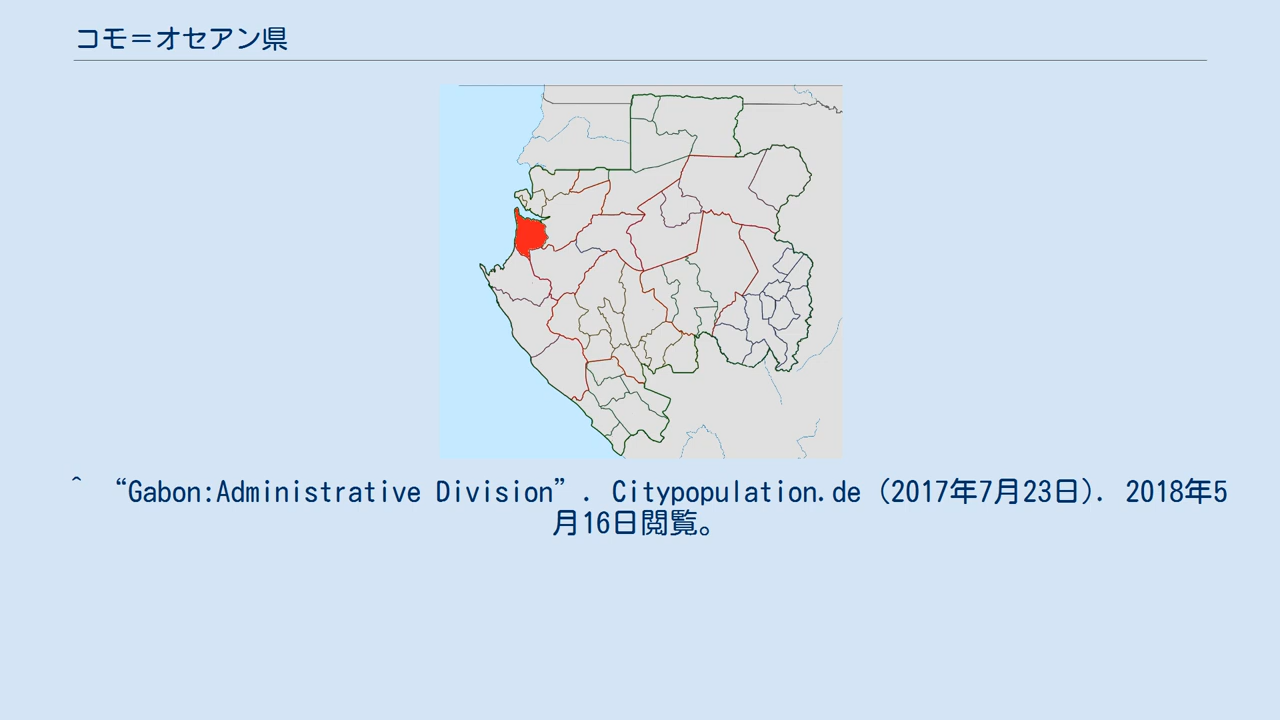 コモ＝オセアン県
^ “Gabon:Administrative Division”. Citypopulation.de (2017年7月23日). 2018年5
月16日閲覧。